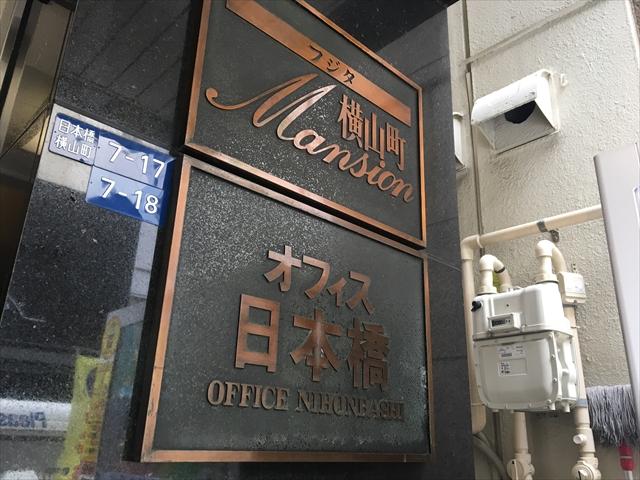 フジタ
横山町
Mansion
日本橋
横山町
7-17
7-18
オフィス
日本橋
OFFICE NIHONBASHI
Please